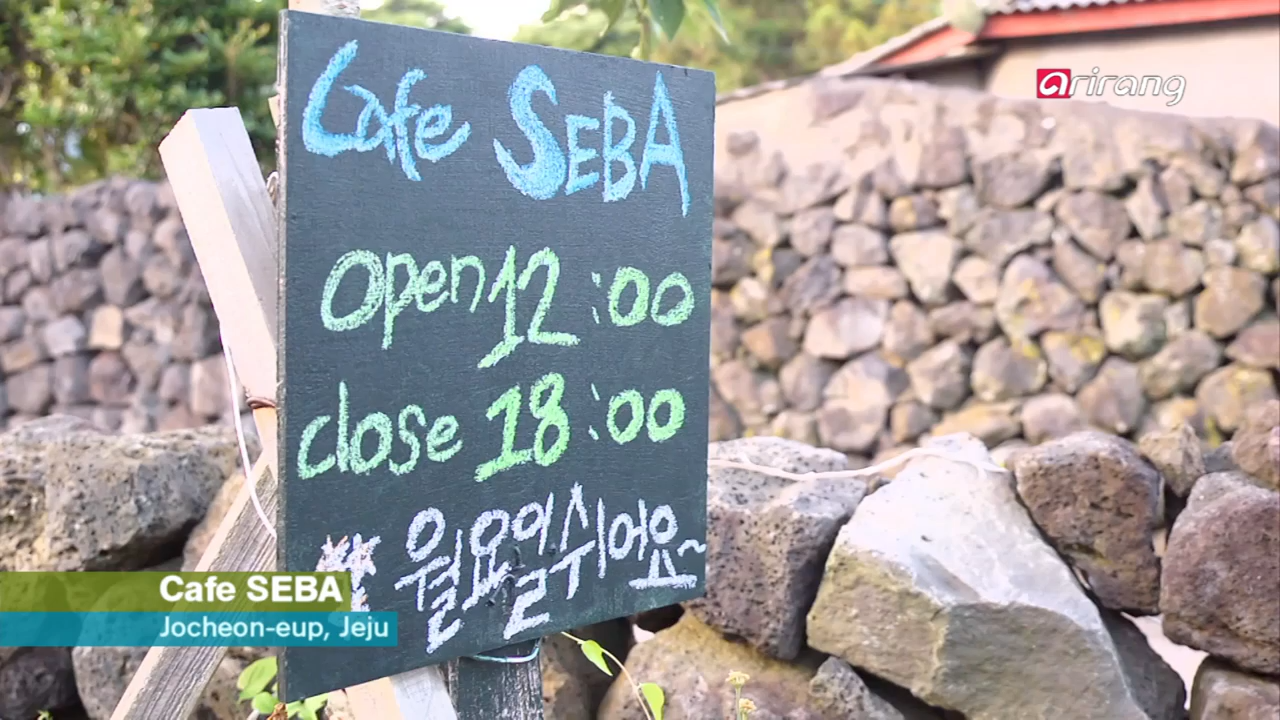 arirang
Cafe SEBA
Open 12:00
close 18:00
** 월요일 쉬어요~
Cafe SEBA
Jocheon-eup, Jeju